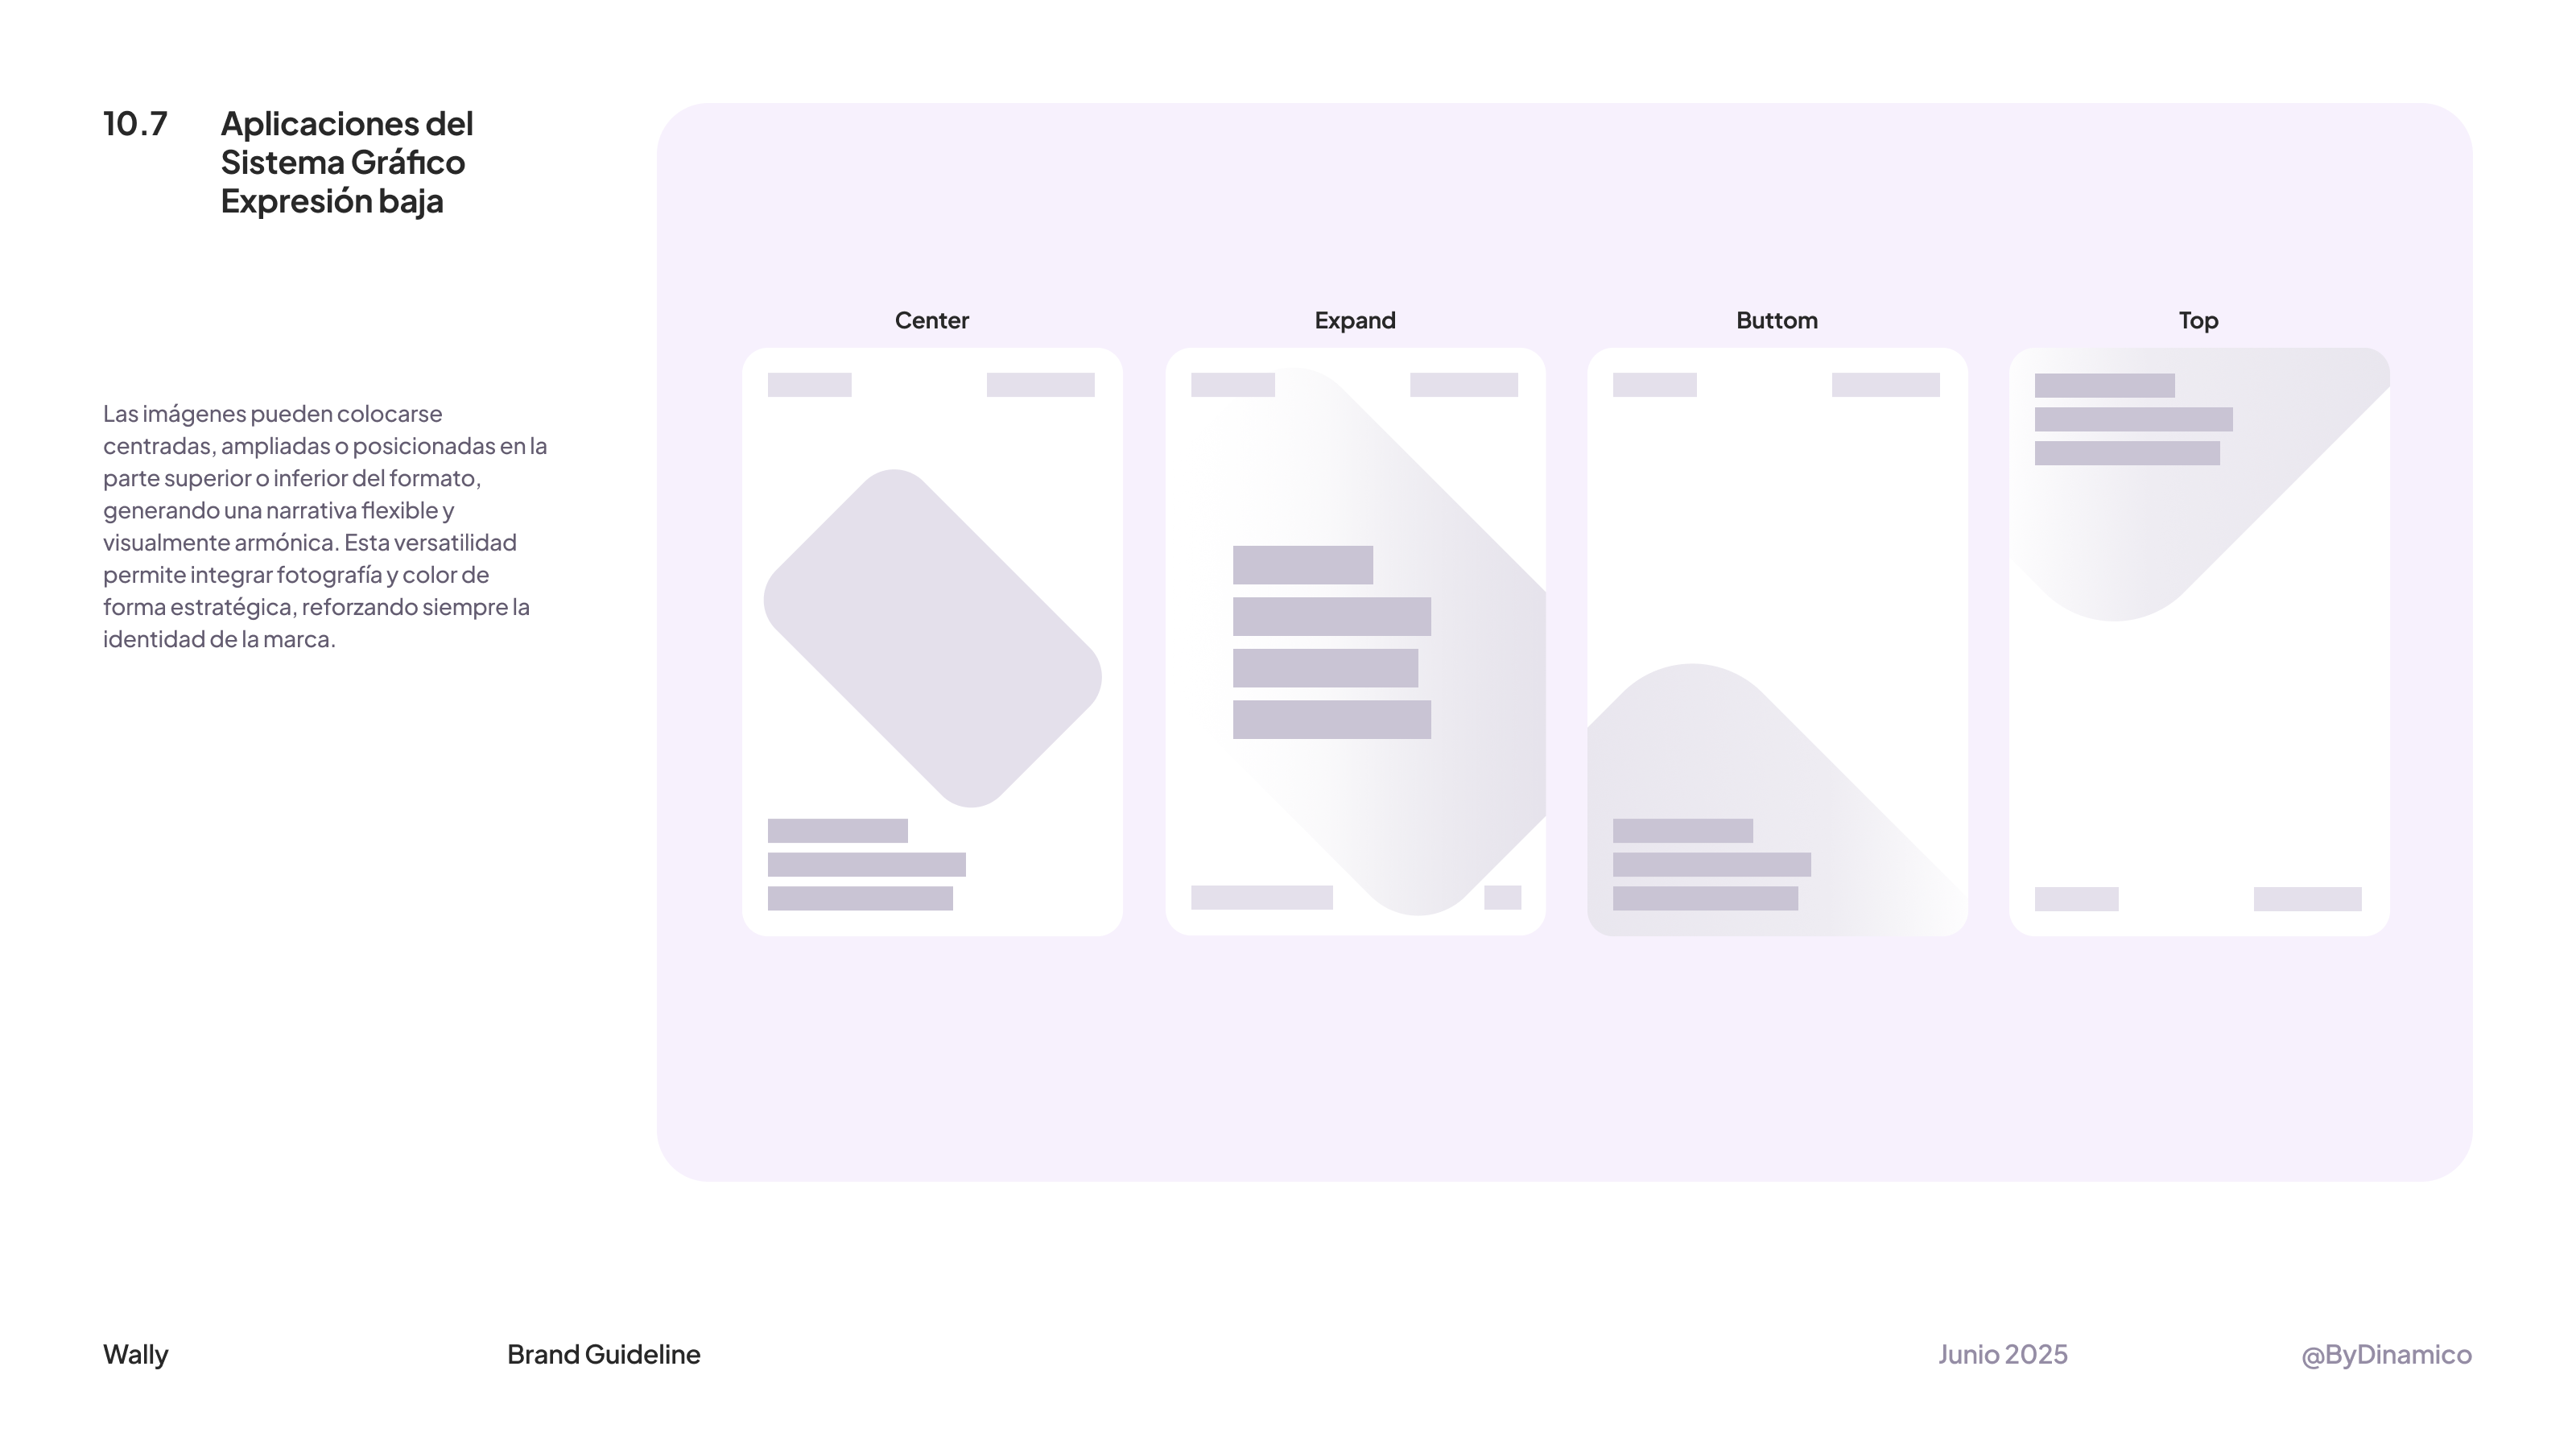 10.7
Aplicaciones del
Sistema Gráfico
Expresión baja
Las imágenes pueden colocarse
centradas, ampliadas o posicionadas en la
parte superior o inferior del formato,
generando una narrativa flexible y
visualmente armónica. Esta versatilidad
permite integrar fotografía y color de
forma estratégica, reforzando siempre la
identidad de la marca.
Center
Expand
Buttom
Top
Wally
Brand Guideline
Junio 2025
@ByDinamico